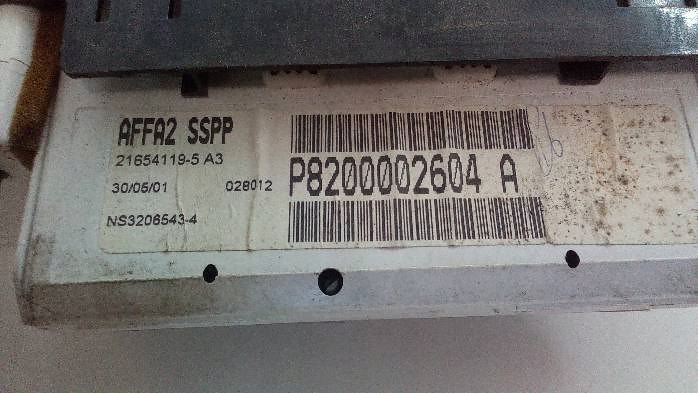 AFFA2 SSPP
21654119-5 A3
30/05/01 028012
NS3206543-4
P8200002604 A